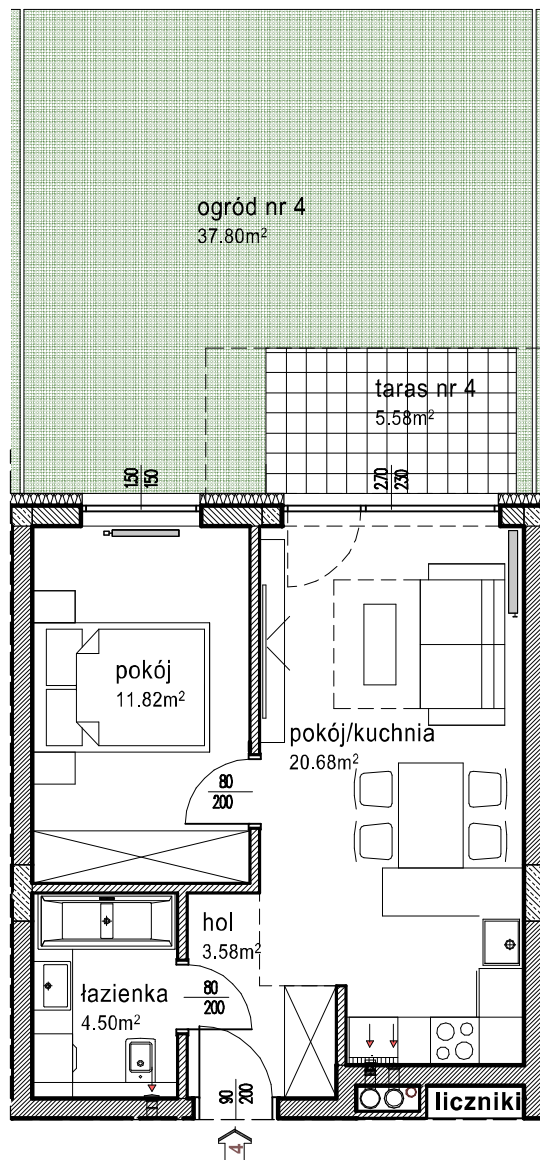 ogród nr 4
37.80m²
taras nr 4
5.58m²
150
150
270
230
pokój
11.82m²
pokój/kuchnia
20.68m²
80
200
hol
3.58m²
łazienka
4.50m²
80
200
90
200
liczniki
4